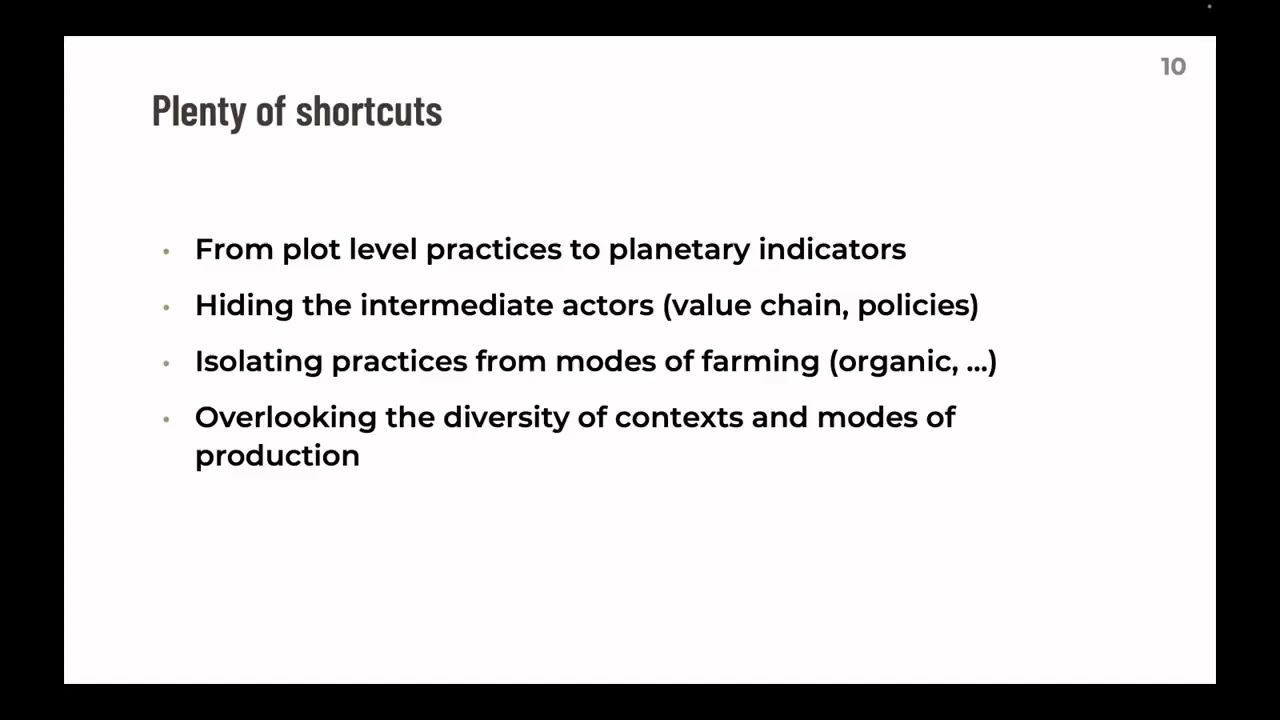 10
Plenty of shortcuts
• From plot level practices to planetary indicators
• Hiding the intermediate actors (value chain, policies)
• Isolating practices from modes of farming (organic, ...)
• Overlooking the diversity of contexts and modes of
production